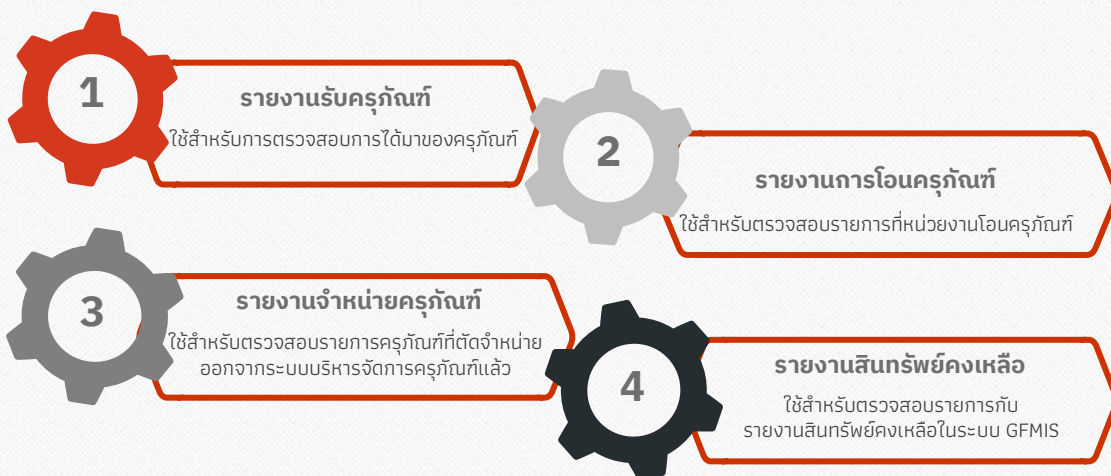 1
รายงานรับครุภัณฑ์
ใช้สำหรับการตรวจสอบการได้มาของครุภัณฑ์
2
รายงานการโอนครุภัณฑ์
ใช้สำหรับตรวจสอบรายการที่หน่วยงานโอนครุภัณฑ์
3
รายงานจำหน่ายครุภัณฑ์
ใช้สำหรับตรวจสอบรายการครุภัณฑ์ที่ตัดจำหน่าย
ออกจากระบบบริหารจัดการครุภัณฑ์แล้ว
4
รายงานสินทรัพย์คงเหลือ
ใช้สำหรับตรวจสอบรายการกับ
รายงานสินทรัพย์คงเหลือในระบบ GFMIS